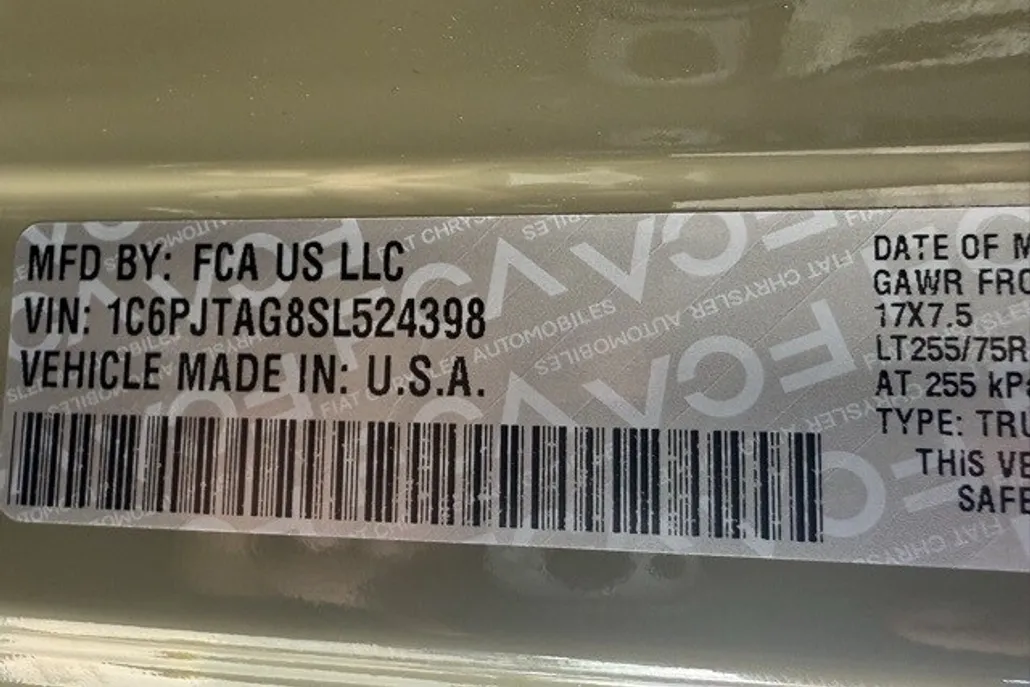 MFD BY: FCA US LLC
VIN: 1C6PJTAG8SL524398
VEHICLE MADE IN: U.S.A.
DATE OF M
GAWR FRO
17X7.5
LT255/75R
AT 255 kPa
TYPE: TRU
THIS VE
SAFE